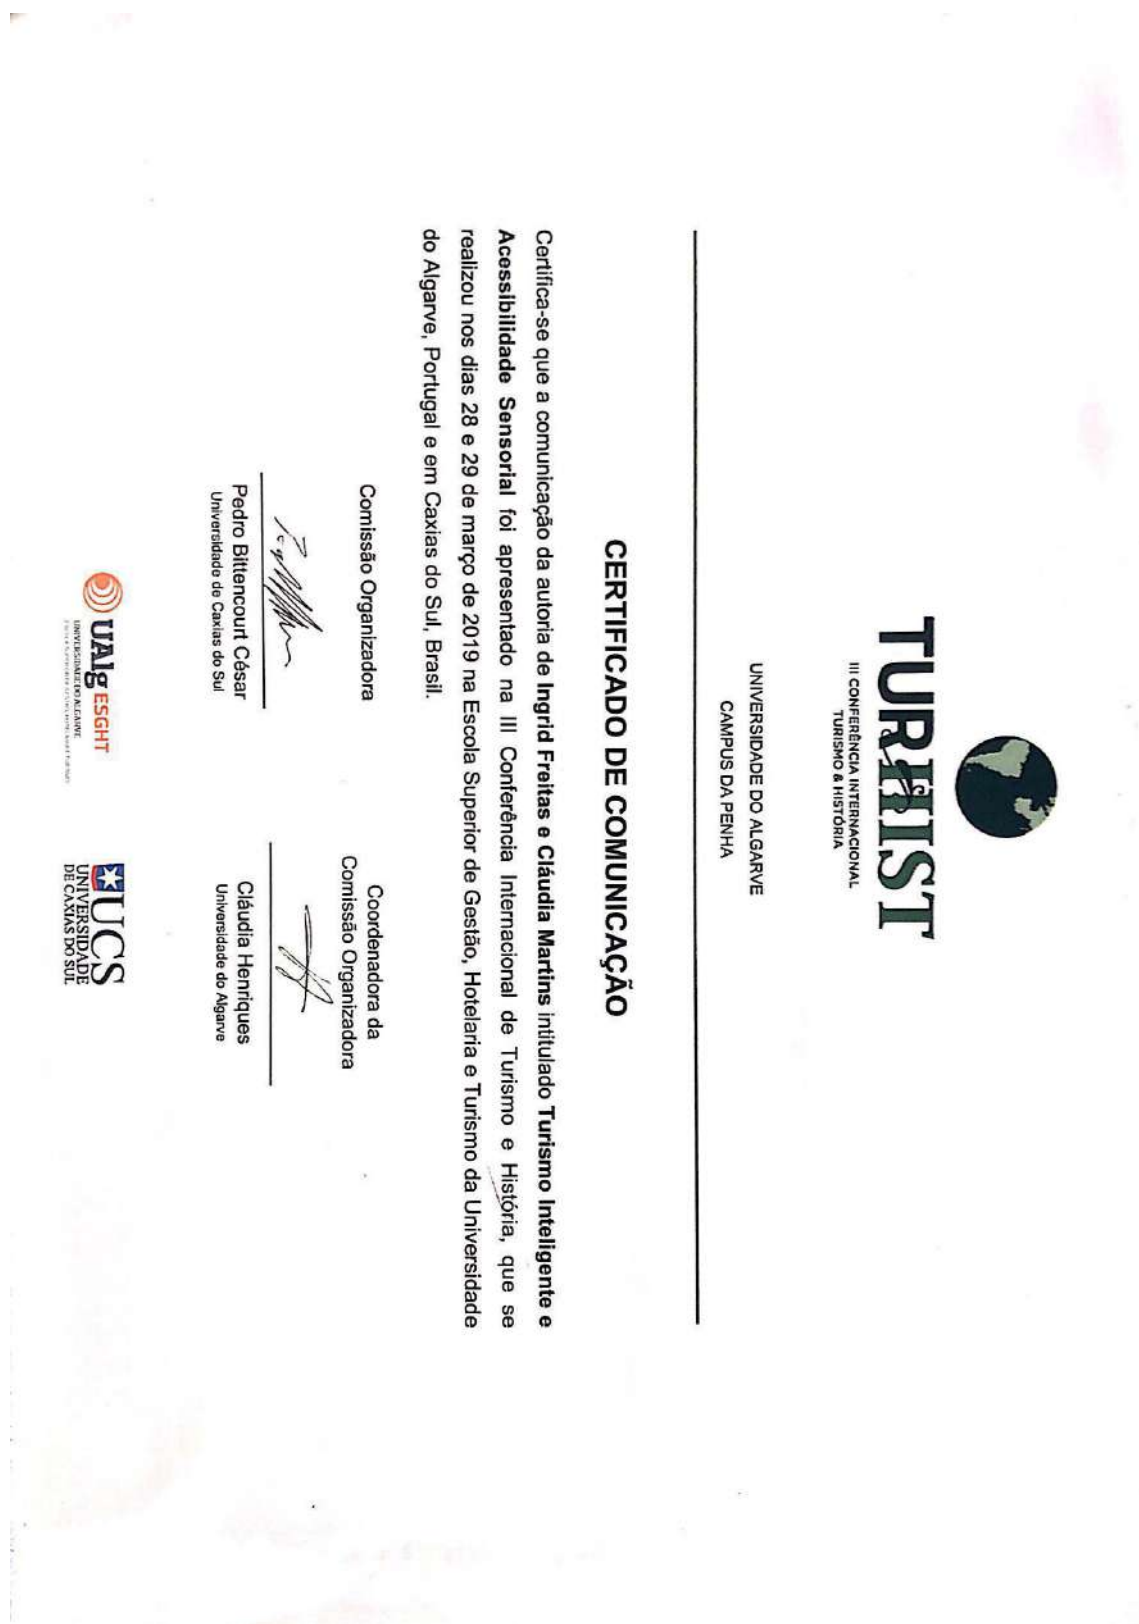 TURHIST
III CONFERÊNCIA INTERNACIONAL
TURISMO & HISTÓRIA
UNIVERSIDADE DO ALGARVE
CAMPUS DA PENHA
CERTIFICADO DE COMUNICAÇÃO
Certifica-se que a comunicação da autoria de Ingrid Freitas e Cláudia Martins intitulado Turismo Inteligente e
Acessibilidade Sensorial foi apresentado na III Conferência Internacional de Turismo e História, que se
realizou nos dias 28 e 29 de março de 2019 na Escola Superior de Gestão, Hotelaria e Turismo da Universidade
do Algarve, Portugal e em Caxias do Sul, Brasil.
Comissão Organizadora
Pedro Bittencourt César
Universidade de Caxias do Sul
Coordenadora da
Comissão Organizadora
Cláudia Henriques
Universidade do Algarve
UAlg ESGHT
UNIVERSIDADE DO ALGARVE
UCS
UNIVERSIDADE
DE CAXIAS DO SUL